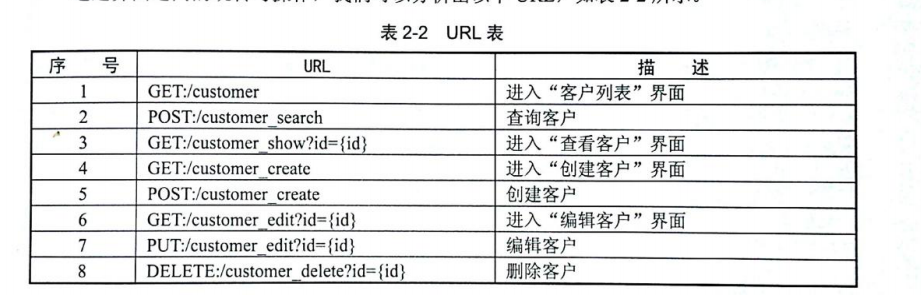 表 2-2 URL 表
序 号 URL 描 述
1 GET:/customer 进入“客户列表”界面
2 POST:/customer_search 查询客户
3 GET:/customer_show?id={id} 进入“查看客户”界面
4 GET:/customer_create 进入“创建客户”界面
5 POST:/customer_create 创建客户
6 GET:/customer_edit?id={id} 进入“编辑客户”界面
7 PUT:/customer_edit?id={id} 编辑客户
8 DELETE:/customer_delete?id={id} 删除客户